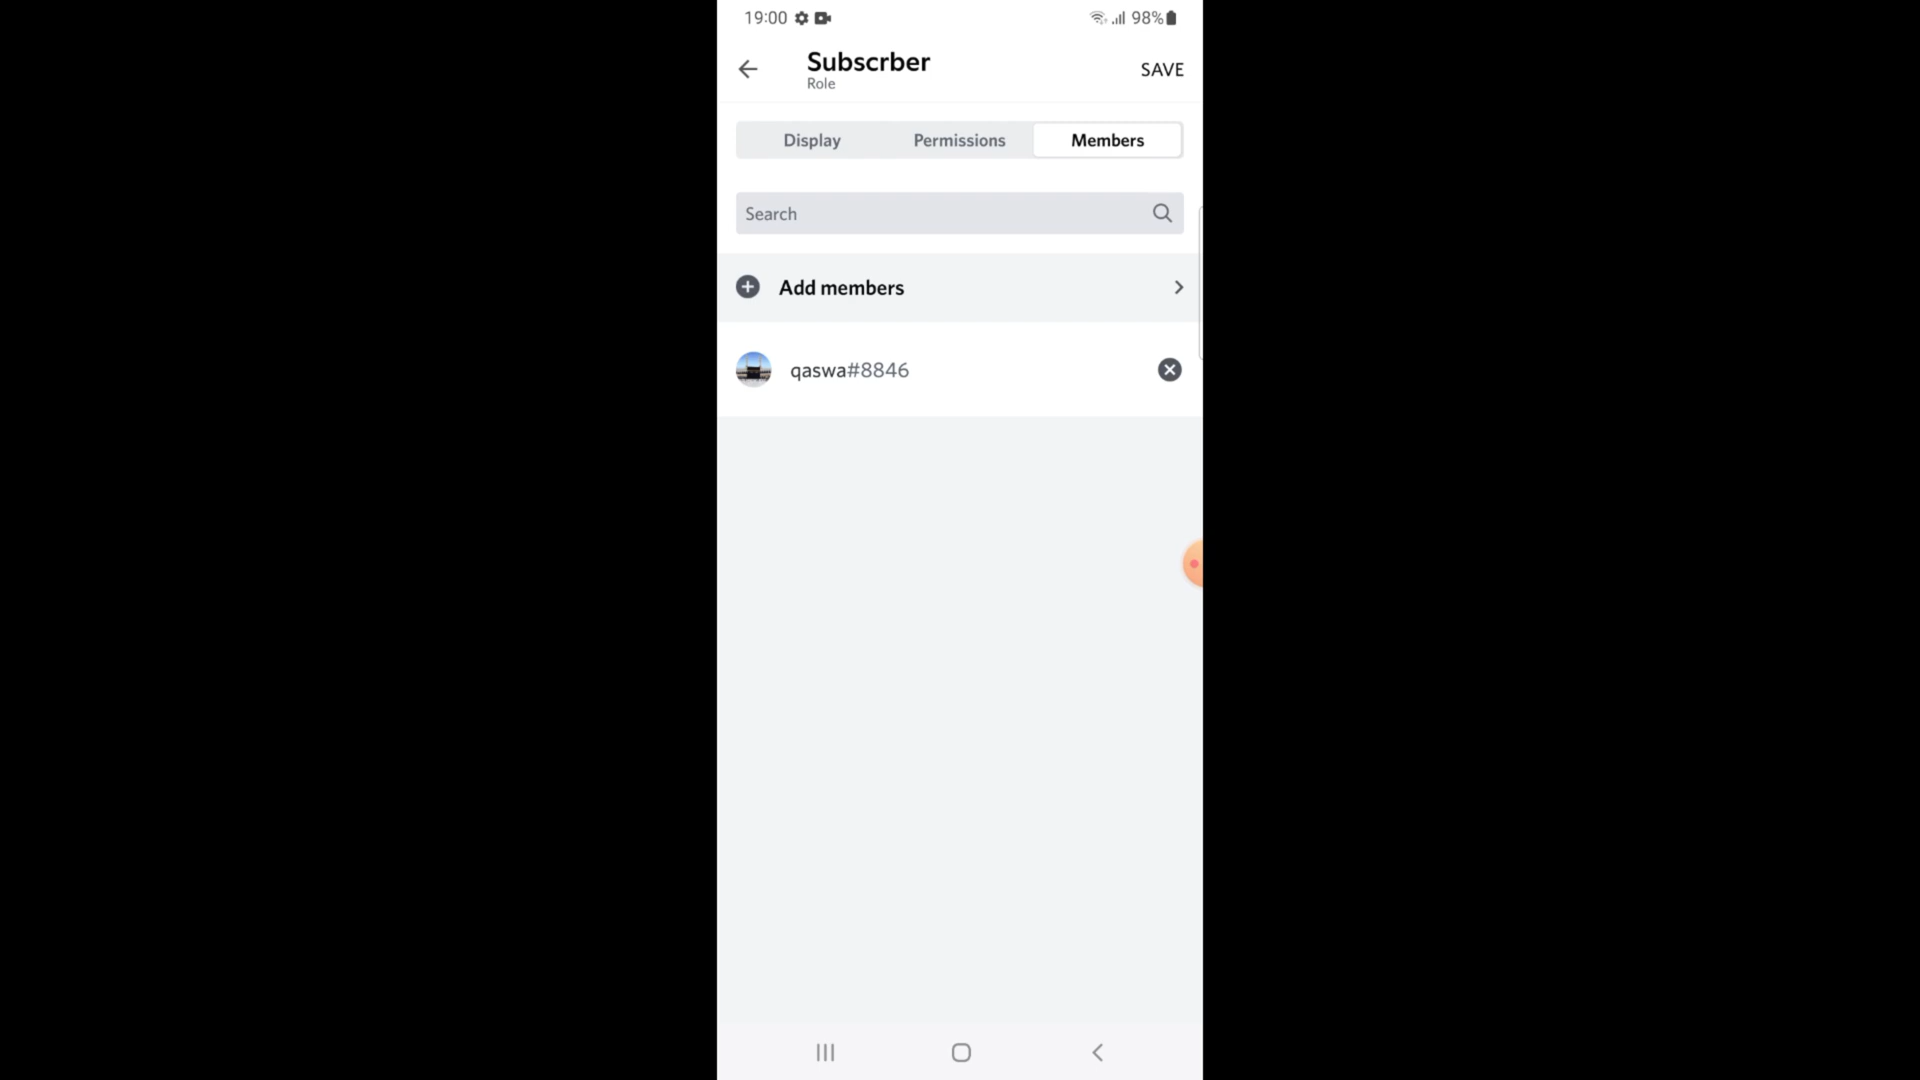 19:00 98%
Subscrber
Role
SAVE
Display Permissions Members
Search
Add members
qaswa#8846